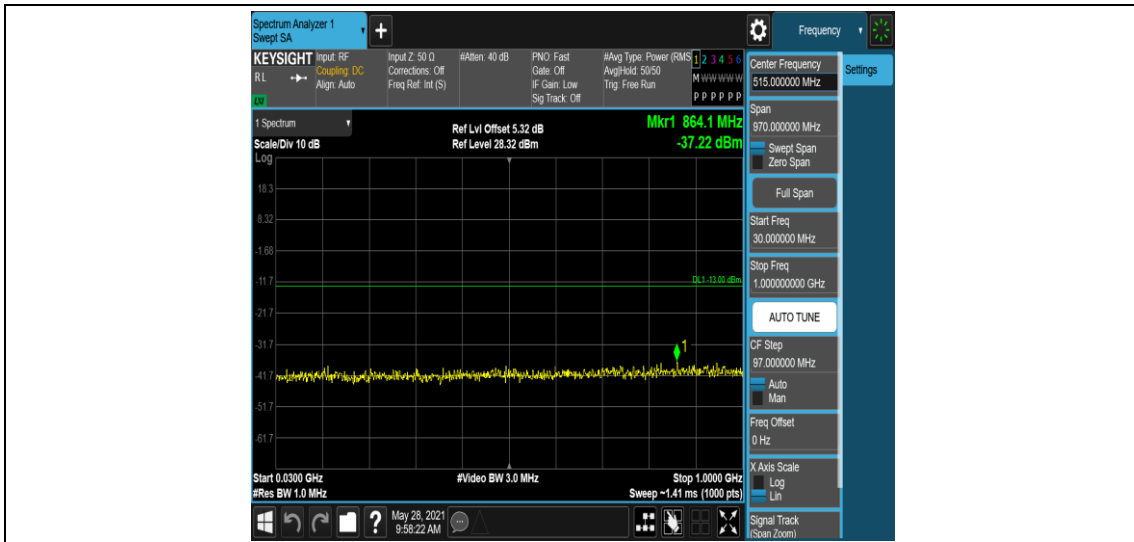 Spectrum Analyzer 1
Swept SA
+
Frequency
KEYSIGHT
RL
LXI
Input: RF
Coupling: DC
Align: Auto
Input Z: 50 Ω
Corrections: Off
Freq Ref: Int (S)
#Atten: 40 dB
PNO: Fast
Gate: Off
IF Gain: Low
Sig Track: Off
#Avg Type: Power (RMS
Avg|Hold: 50/50
Trig: Free Run
1 2 3 4 5 6
M W W W W W
P P P P P P
Center Frequency
515.000000 MHz
Settings
Span
970.000000 MHz
Swept Span
Zero Span
Full Span
Start Freq
30.000000 MHz
Stop Freq
1.000000000 GHz
AUTO TUNE
CF Step
97.000000 MHz
Auto
Man
Freq Offset
0 Hz
X Axis Scale
Log
Lin
Signal Track
(Span Zoom)
1 Spectrum
Scale/Div 10 dB
Ref Lvl Offset 5.32 dB
Ref Level 28.32 dBm
Mkr1 864.1 MHz
-37.22 dBm
Log
18.3
8.32
-1.68
-11.7
DL1 -13.00 dBm
-21.7
-31.7
1
-41.7
-51.7
-61.7
Start 0.0300 GHz
#Res BW 1.0 MHz
#Video BW 3.0 MHz
Stop 1.0000 GHz
Sweep ~1.41 ms (1000 pts)
?
May 28, 2021
9:58:22 AM